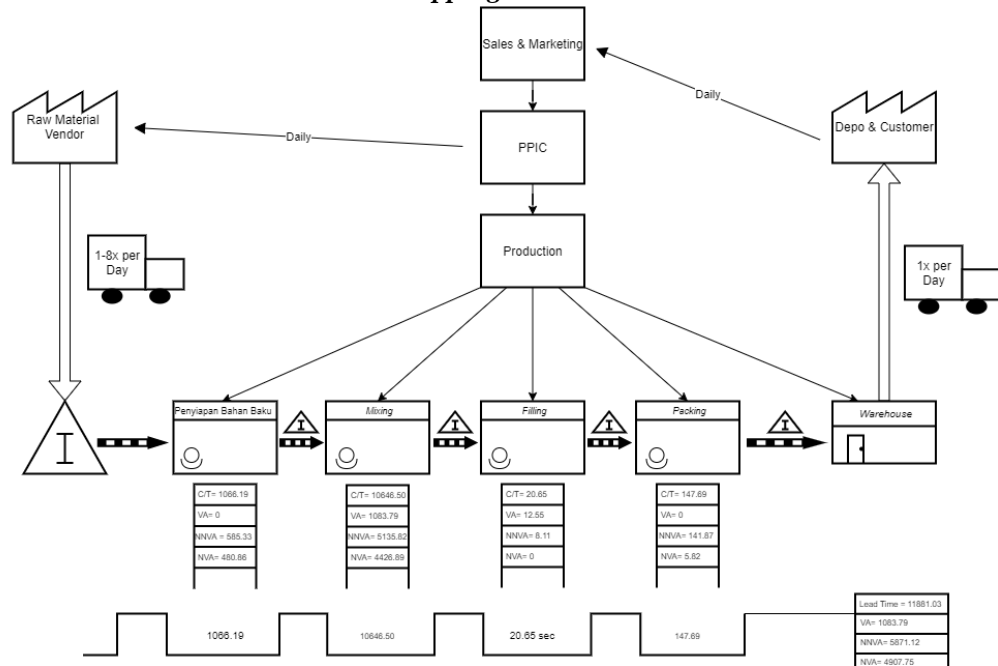 Sales & Marketing
Raw Material
Vendor
Daily
Daily
Depo & Customer
PPIC
Production
1-8x per
Day
1x per
Day
Penyiapan Bahan Baku
Mixing
Filling
Packing
Warehouse
I
I
I
I
I
C/T= 1066.19
VA= 0
NNVA = 585.33
NVA= 480.86
C/T= 10646.50
VA= 1083.79
NNVA= 5135.82
NVA= 4426.89
C/T= 20.65
VA= 12.55
NNVA= 8.11
NVA= 0
C/T= 147.69
VA= 0
NNVA= 141.87
NVA= 5.82
1066.19
10646.50
20.65 sec
147.69
Lead Time = 11881.03
VA= 1083.79
NNVA= 5871.12
NVA= 4907.75